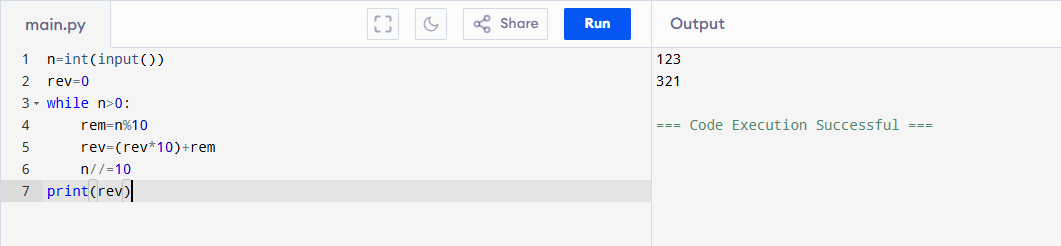 main.py
Share
Run
Output
1 n=int(input())
2 rev=0
3 while n>0:
4     rem=n%10
5     rev=(rev*10)+rem
6     n//=10
7 print(rev)
123
321
=== Code Execution Successful ===